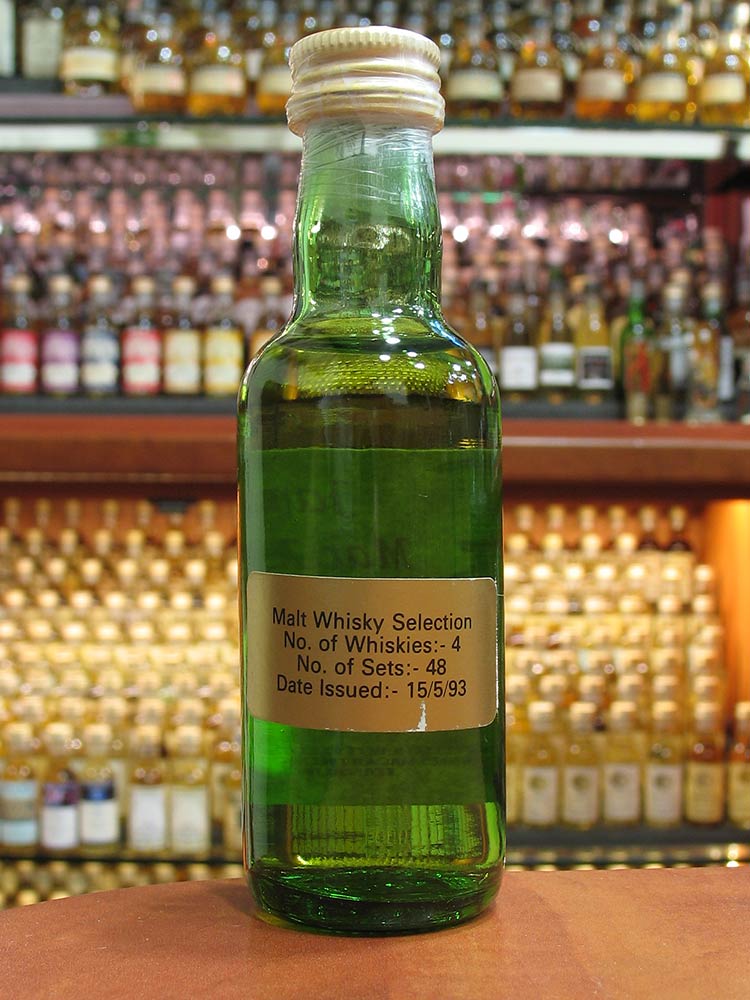 Malt Whisky Selection
No. of Whiskies:- 4
No. of Sets:- 48
Date Issued:- 15/5/93